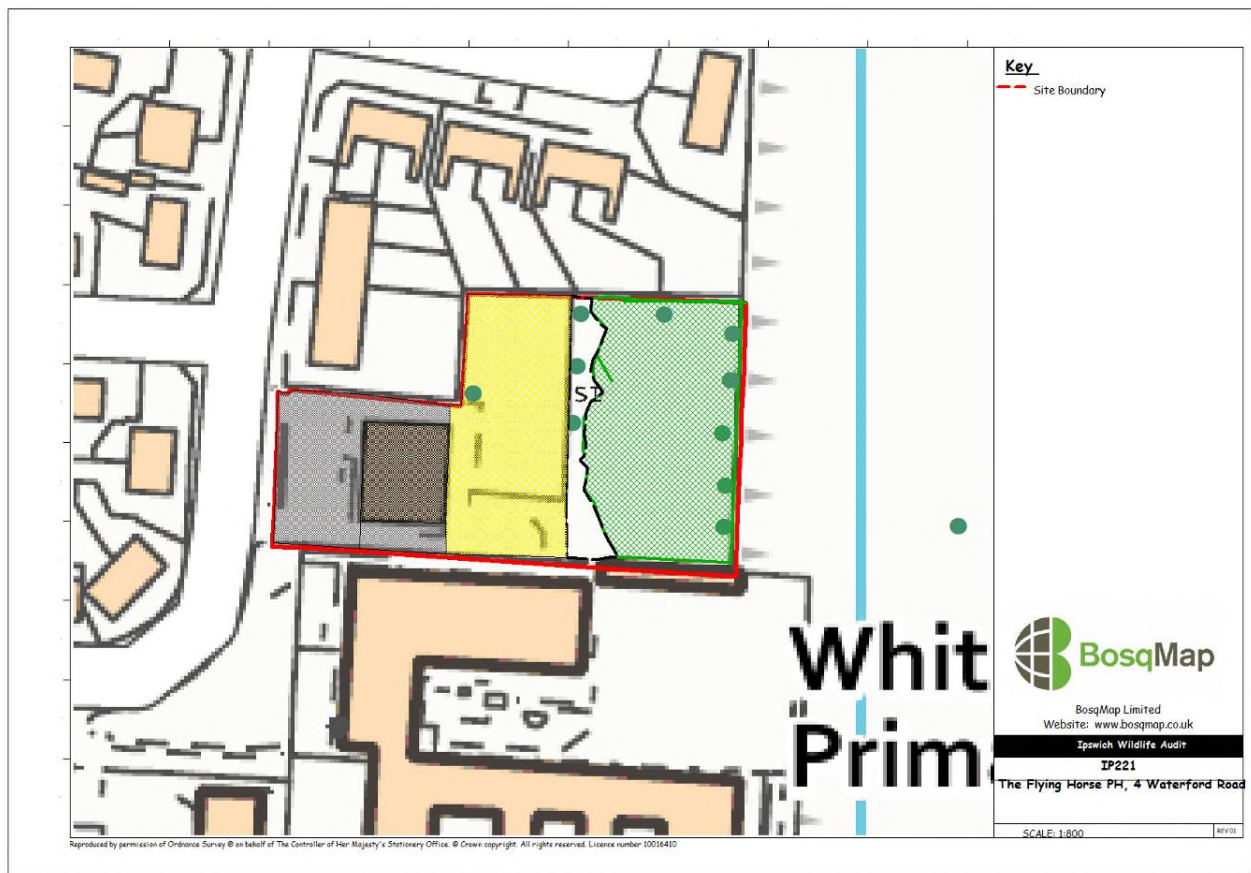 Key
Site Boundary
SI
Whit
Prima
BosqMap
BosqMap Limited
Website: www.bosqmap.co.uk
Ipswich Wildlife Audit
IP221
The Flying Horse PH, 4 Waterford Road
SCALE: 1:800
REV 01
Reproduced by permission of Ordnance Survey © on behalf of The Controller of Her Majesty's Stationery Office. © Crown copyright. All rights reserved. Licence number 10016410